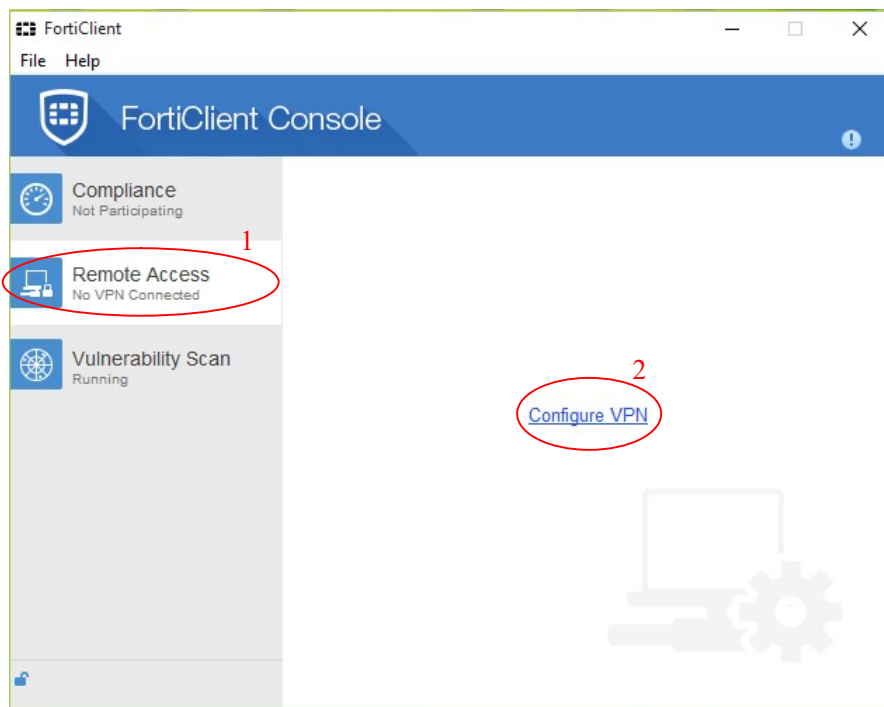 FortiClient
File Help
FortiClient Console
Compliance
Not Participating
1
Remote Access
No VPN Connected
Vulnerability Scan
Running
2
Configure VPN